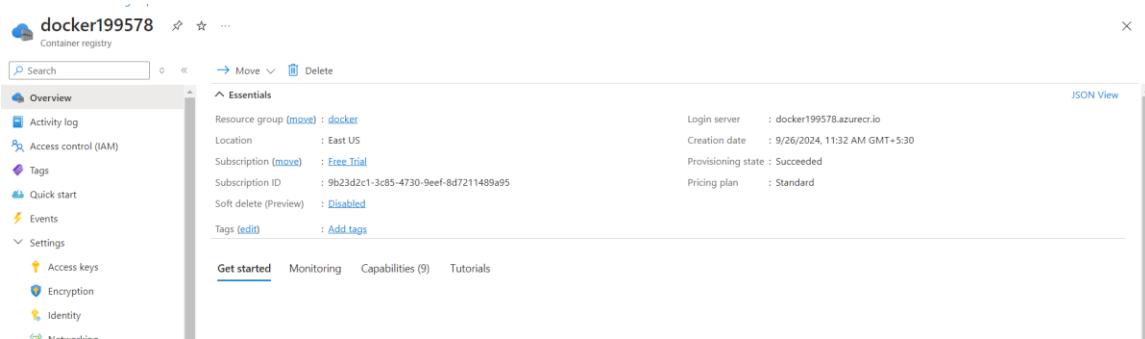 docker199578
Container registry
Search
Move
Delete
Overview
Activity log
Access control (IAM)
Tags
Quick start
Events
Settings
Access keys
Encryption
Identity
Networking
Essentials
JSON View
Resource group (move) : docker
Location : East US
Subscription (move) : Free Trial
Subscription ID : 9b23d2c1-3c85-4730-9eef-8d7211489a95
Soft delete (Preview) : Disabled
Tags (edit) : Add tags
Login server : docker199578.azurecr.io
Creation date : 9/26/2024, 11:32 AM GMT+5:30
Provisioning state : Succeeded
Pricing plan : Standard
Get started Monitoring Capabilities (9) Tutorials